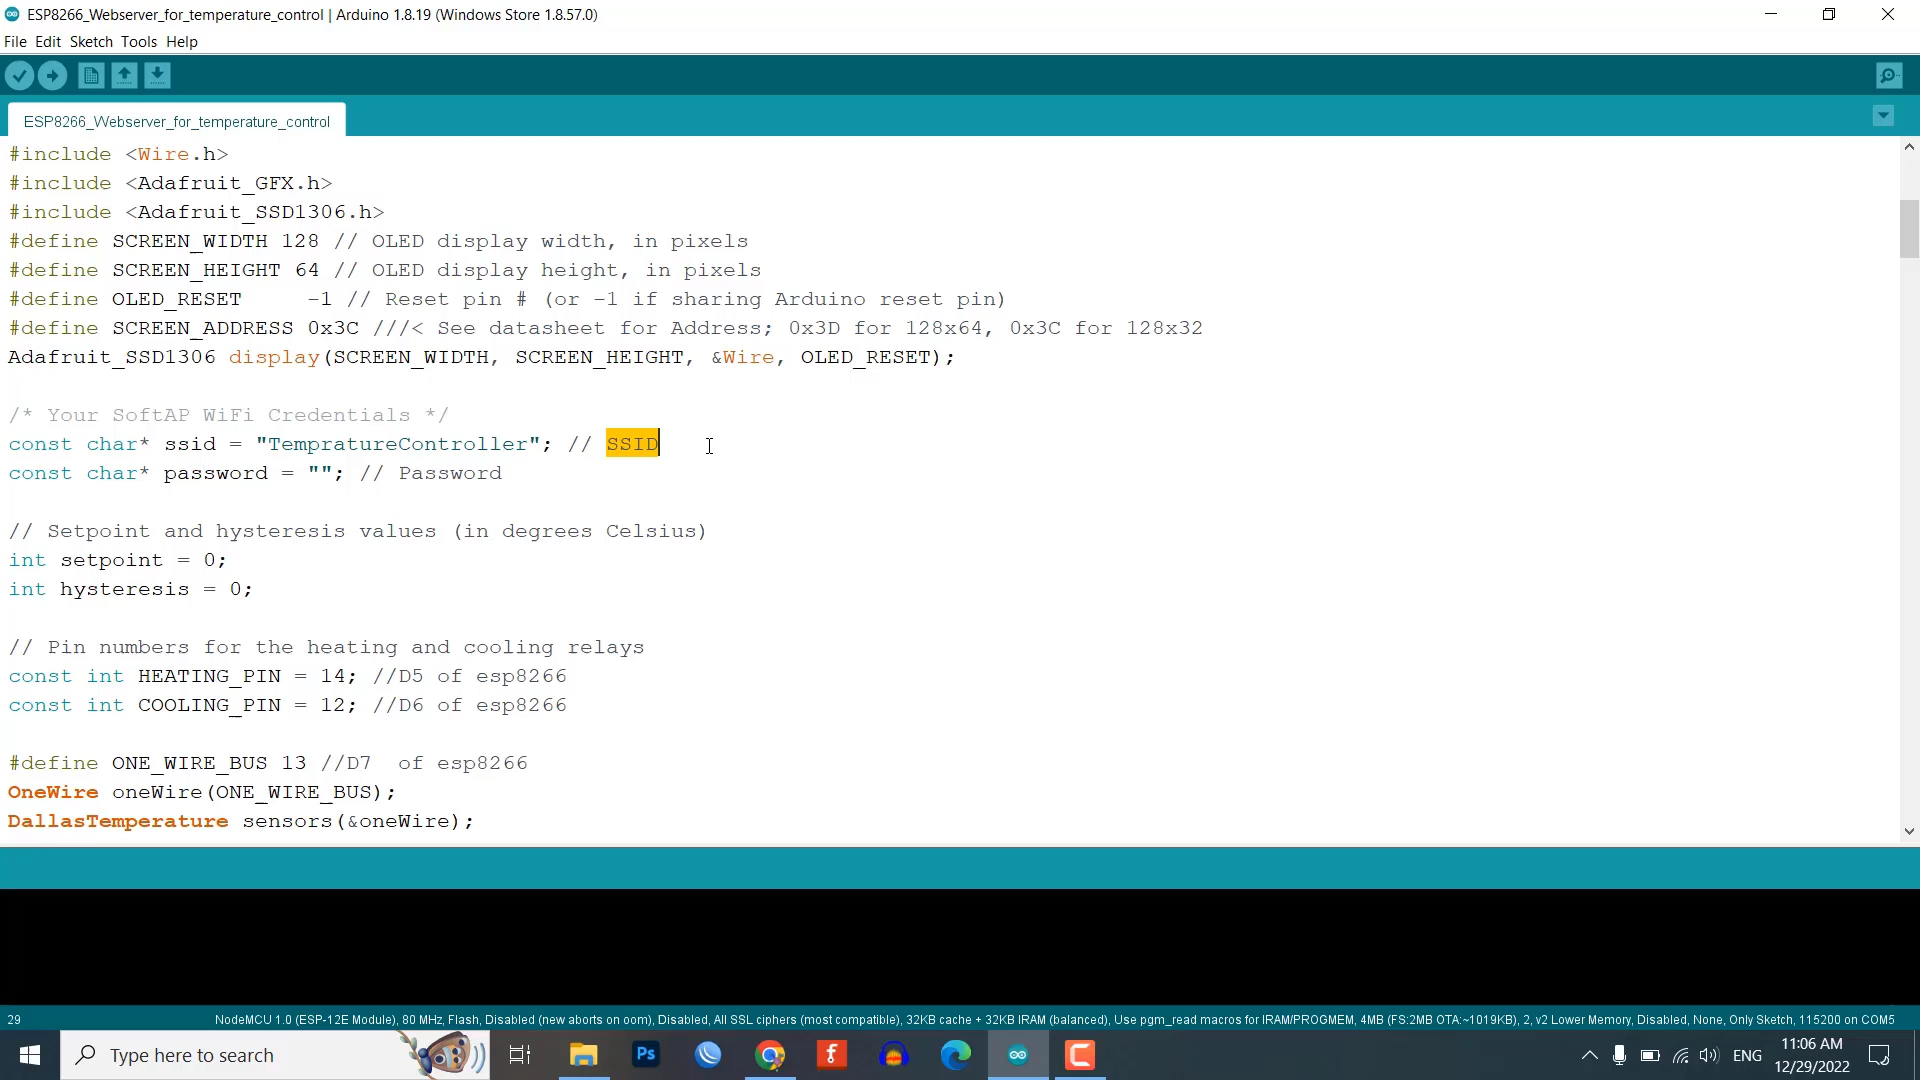 ESP8266_Webserver_for_temperature_control | Arduino 1.8.19 (Windows Store 1.8.57.0)
File Edit Sketch Tools Help
ESP8266_Webserver_for_temperature_control
#include <Wire.h>
#include <Adafruit_GFX.h>
#include <Adafruit_SSD1306.h>
#define SCREEN_WIDTH 128 // OLED display width, in pixels
#define SCREEN_HEIGHT 64 // OLED display height, in pixels
#define OLED_RESET     -1 // Reset pin # (or -1 if sharing Arduino reset pin)
#define SCREEN_ADDRESS 0x3C ///< See datasheet for Address; 0x3D for 128x64, 0x3C for 128x32
Adafruit_SSD1306 display(SCREEN_WIDTH, SCREEN_HEIGHT, &Wire, OLED_RESET);
/* Your SoftAP WiFi Credentials */
const char* ssid = "TempratureController"; // SSID
const char* password = ""; // Password
// Setpoint and hysteresis values (in degrees Celsius)
int setpoint = 0;
int hysteresis = 0;
// Pin numbers for the heating and cooling relays
const int HEATING_PIN = 14; //D5 of esp8266
const int COOLING_PIN = 12; //D6 of esp8266
#define ONE_WIRE_BUS 13 //D7  of esp8266
OneWire oneWire(ONE_WIRE_BUS);
DallasTemperature sensors(&oneWire);
29 NodeMCU 1.0 (ESP-12E Module), 80 MHz, Flash, Disabled (new aborts on oom), Disabled, All SSL ciphers (most compatible), 32KB cache + 32KB IRAM (balanced), Use pgm_read macros for IRAM/PROGMEM, 4MB (FS:2MB OTA:~1019KB), 2, v2 Lower Memory, Disabled, None, Only Sketch, 115200 on COM5
Type here to search
Ps
ENG
11:06 AM
12/29/2022